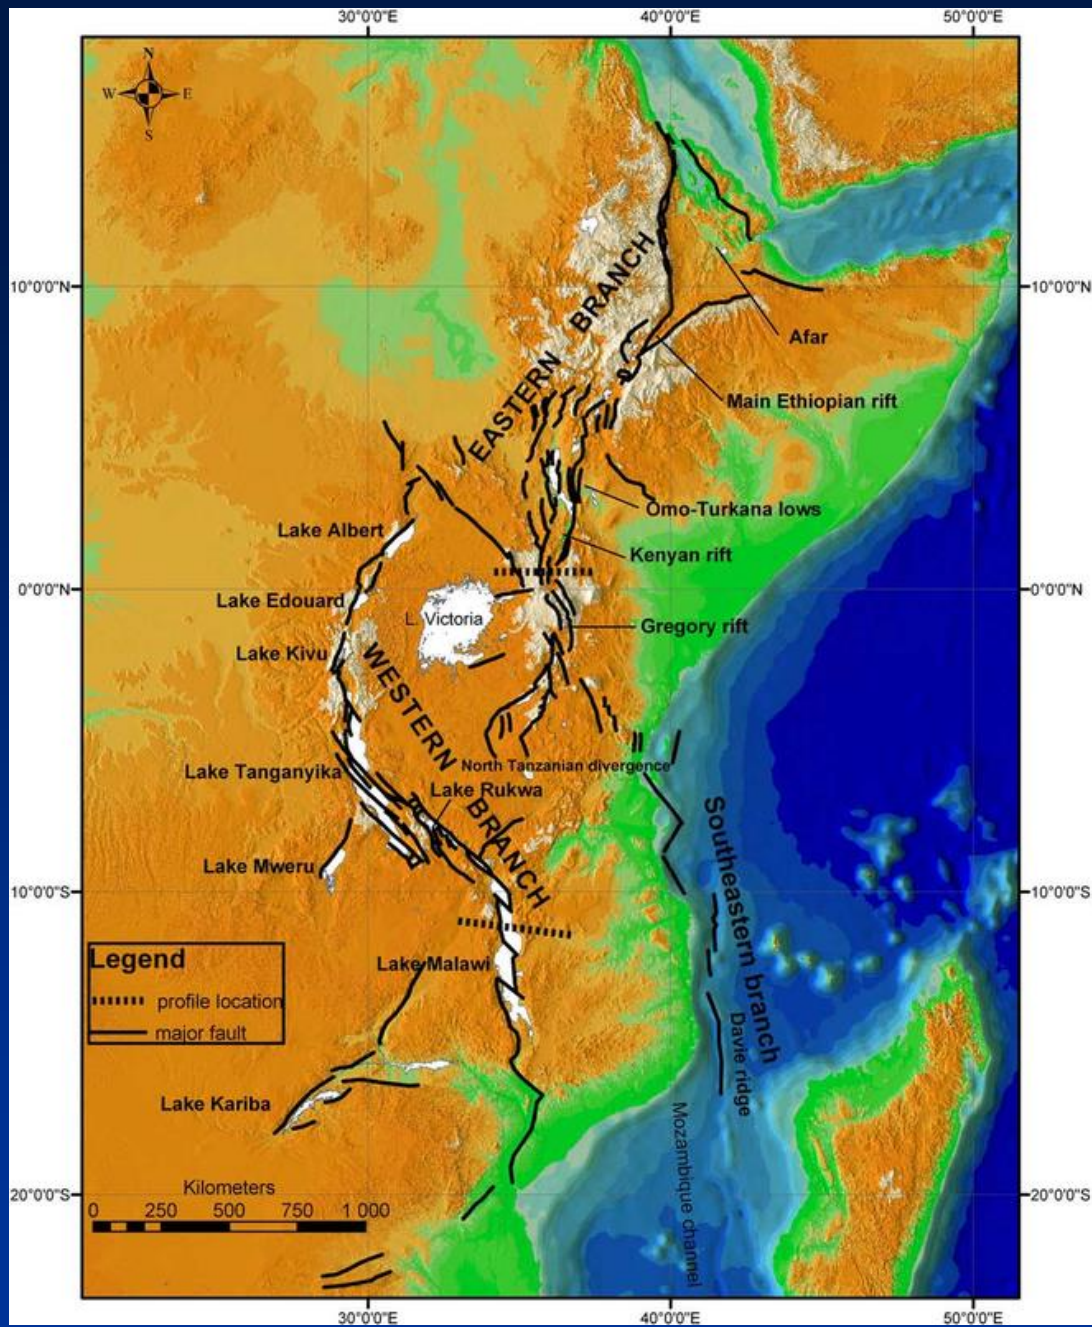 30°0'0"E
40°0'0"E
50°0'0"E
N
W
E
S
10°0'0"N
10°0'0"N
EASTERN BRANCH
Afar
Main Ethiopian rift
Omo-Turkana lows
Lake Albert
Kenyan rift
0°0'0"N
0°0'0"N
Lake Edouard
L. Victoria
Gregory rift
Lake Kivu
WESTERN BRANCH
North Tanzanian divergence
Lake Tanganyika
Lake Rukwa
Southeastern branch
Lake Mweru
10°0'0"S
10°0'0"S
Legend
profile location
major fault
Lake Malawi
Davie ridge
Lake Kariba
Mozambique channel
20°0'0"S
20°0'0"S
Kilometers
0 250 500 750 1 000
30°0'0"E
40°0'0"E
50°0'0"E